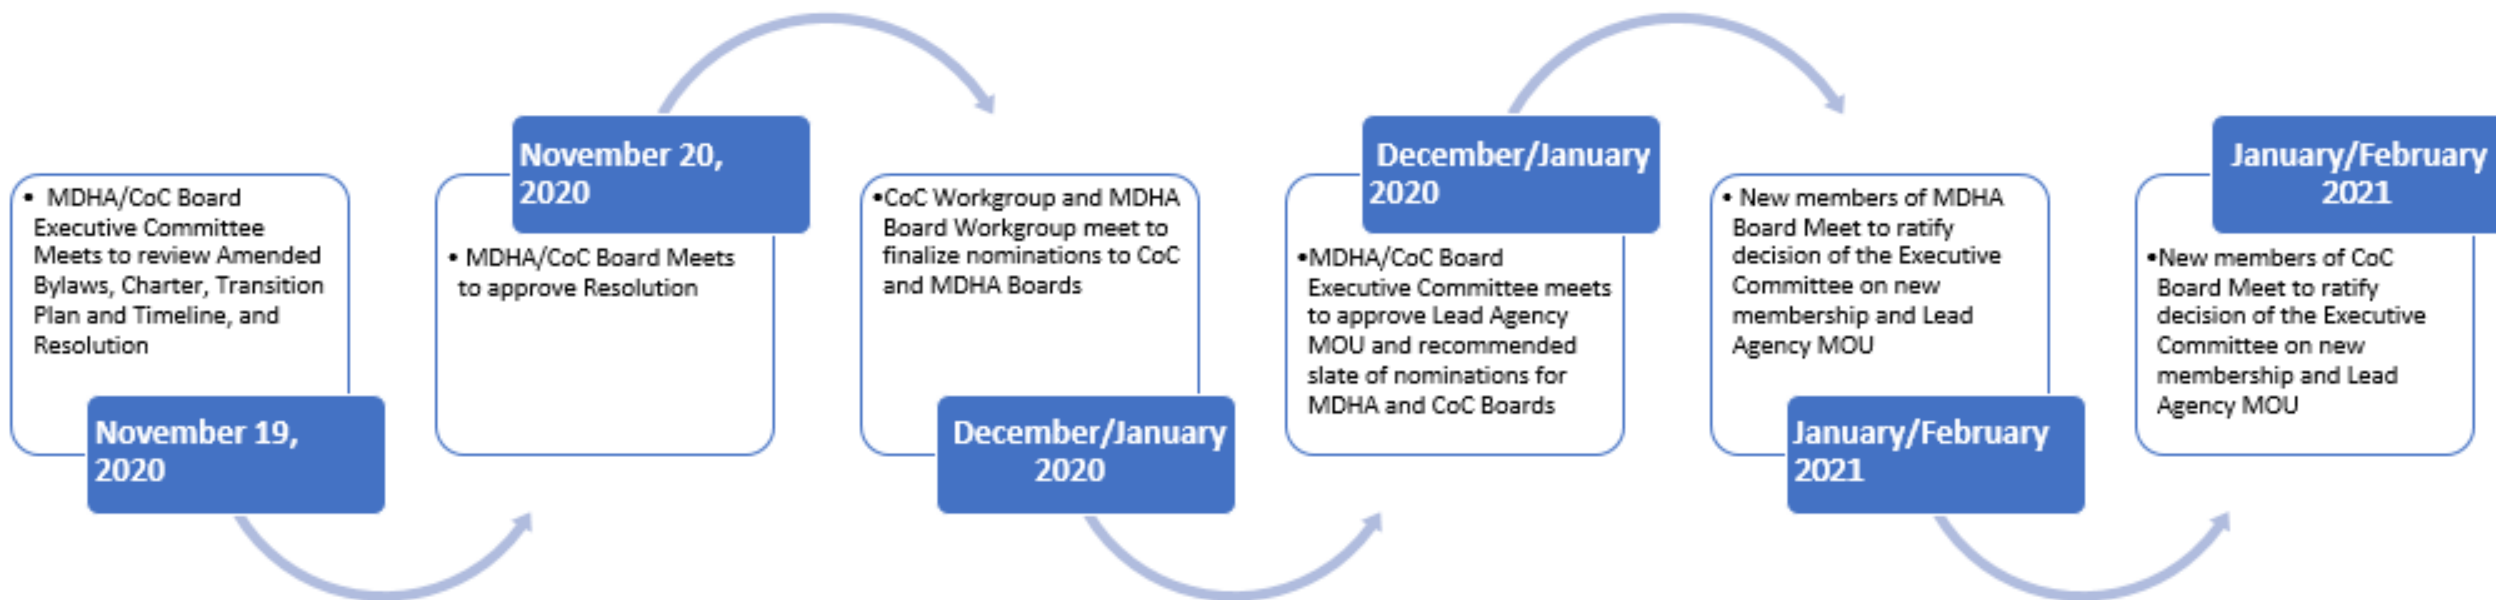 • MDHA/CoC Board
Executive Committee
Meets to review Amended
Bylaws, Charter, Transition
Plan and Timeline, and
Resolution
November 19,
2020
November 20,
2020
• MDHA/CoC Board Meets
to approve Resolution
•CoC Workgroup and MDHA
Board Workgroup meet to
finalize nominations to CoC
and MDHA Boards
December/January
2020
December/January
2020
•MDHA/CoC Board
Executive Committee meets
to approve Lead Agency
MOU and recommended
slate of nominations for
MDHA and CoC Boards
• New members of MDHA
Board Meet to ratify
decision of the Executive
Committee on new
membership and Lead
Agency MOU
January/February
2021
January/February
2021
•New members of CoC
Board Meet to ratify
decision of the Executive
Committee on new
membership and Lead
Agency MOU